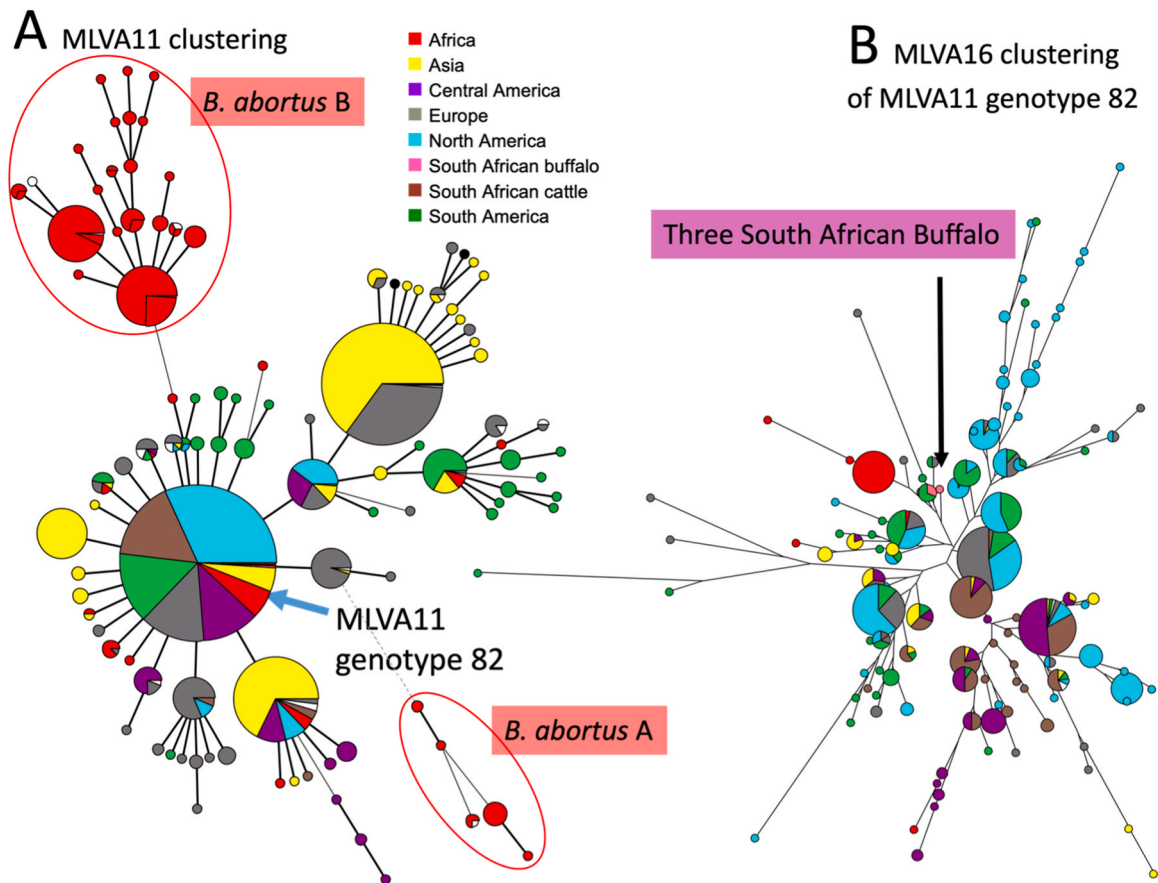 A MLVA11 clustering
B. abortus B
Africa
Asia
Central America
Europe
North America
South African buffalo
South African cattle
South America
B MLVA16 clustering
of MLVA11 genotype 82
Three South African Buffalo
MLVA11
genotype 82
B. abortus A